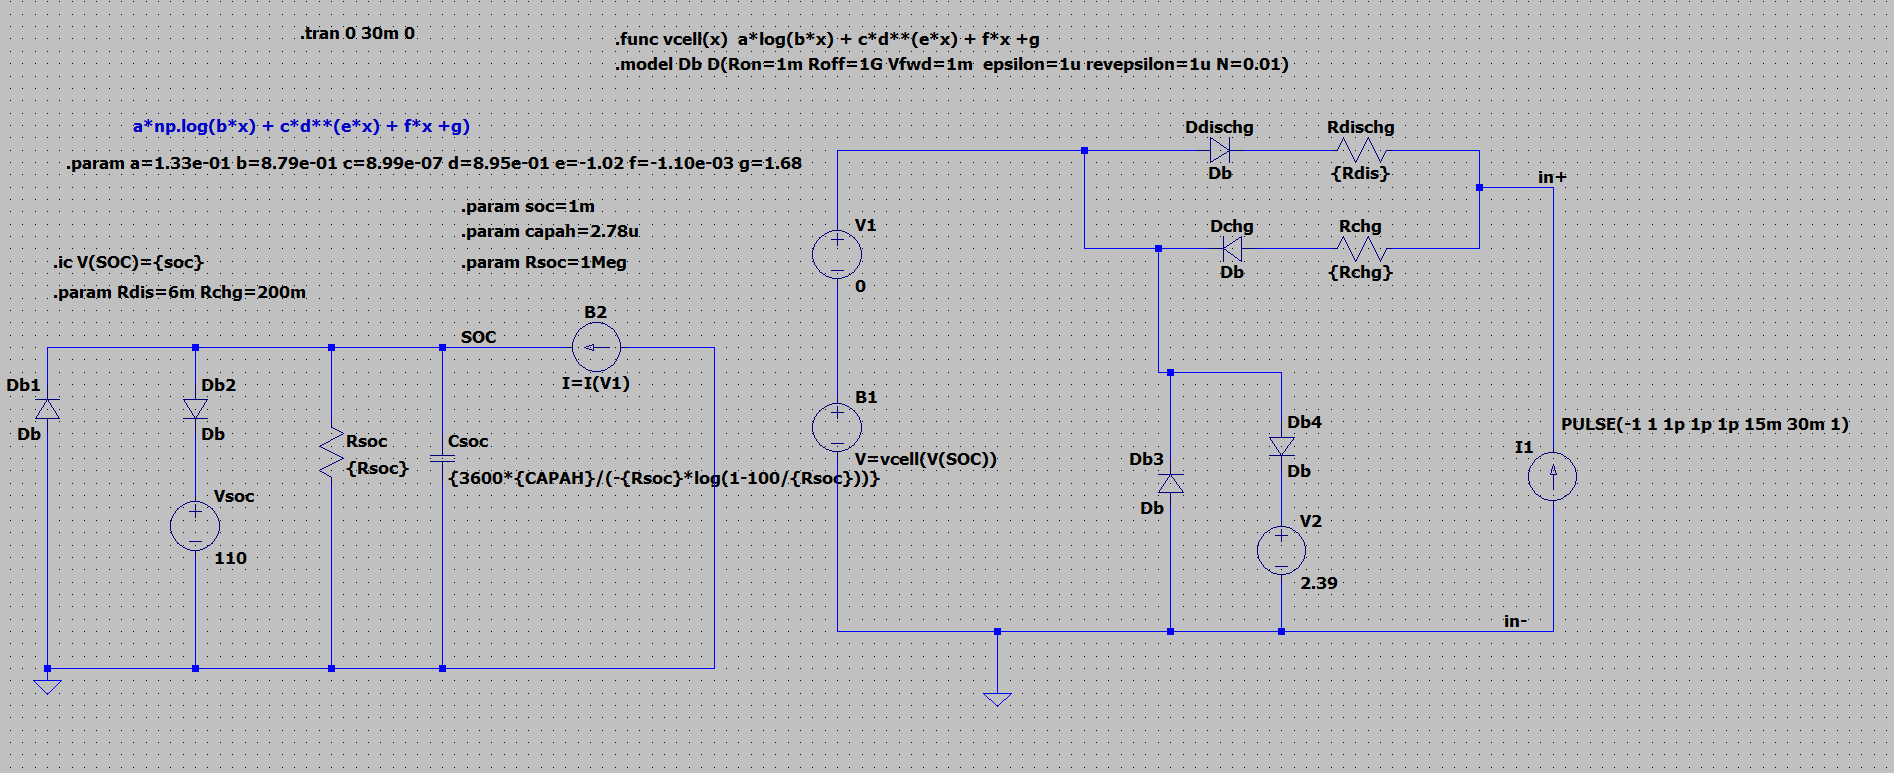 .tran 0 30m 0
.func vcell(x)  a*log(b*x) + c*d**(e*x) + f*x +g
.model Db D(Ron=1m Roff=1G Vfwd=1m  epsilon=1u revepsilon=1u N=0.01)
a*np.log(b*x) + c*d**(e*x) + f*x +g)
.param a=1.33e-01 b=8.79e-01 c=8.99e-07 d=8.95e-01 e=-1.02 f=-1.10e-03 g=1.68
.param soc=1m
.param capah=2.78u
.ic V(SOC)={soc}
.param Rsoc=1Meg
.param Rdis=6m Rchg=200m
B2
SOC
I=I(V1)
Db1
Db
Db2
Db
Rsoc
{Rsoc}
Csoc
{3600*{CAPAH}/(-{Rsoc}*log(1-100/{Rsoc}))}
Vsoc
110
V1
0
B1
V=vcell(V(SOC))
Ddischg
Db
Rdischg
{Rdis}
in+
Dchg
Db
Rchg
{Rchg}
Db3
Db
Db4
Db
V2
2.39
PULSE(-1 1 1p 1p 1p 15m 30m 1)
I1
in-